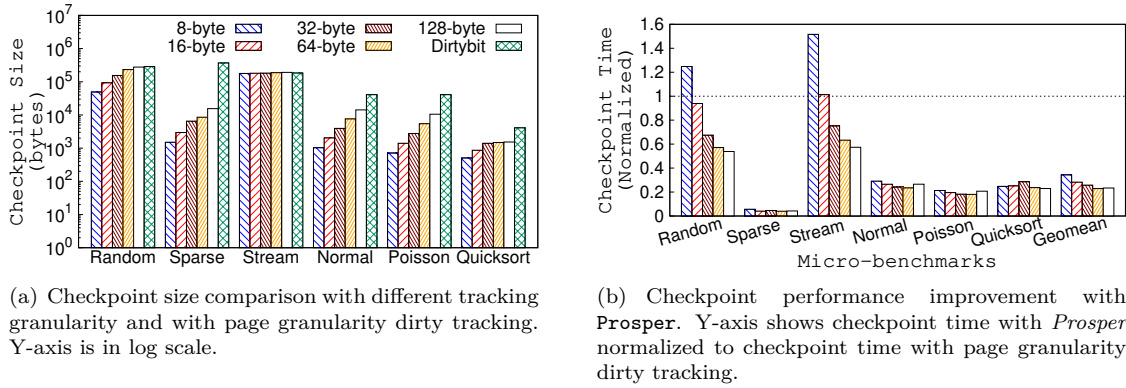 Checkpoint Size
(bytes)
10^7
10^6
10^5
10^4
10^3
10^2
10^1
10^0
8-byte 32-byte 128-byte
16-byte 64-byte Dirtybit
Random Sparse Stream Normal Poisson Quicksort
(a) Checkpoint size comparison with different tracking
granularity and with page granularity dirty tracking.
Y-axis is in log scale.
Checkpoint Time
(Normalized)
1.6
1.4
1.2
1
0.8
0.6
0.4
0.2
0
Random Sparse Stream Normal Poisson Quicksort Geomean
Micro-benchmarks
(b) Checkpoint performance improvement with
Prosper. Y-axis shows checkpoint time with Prosper
normalized to checkpoint time with page granularity
dirty tracking.